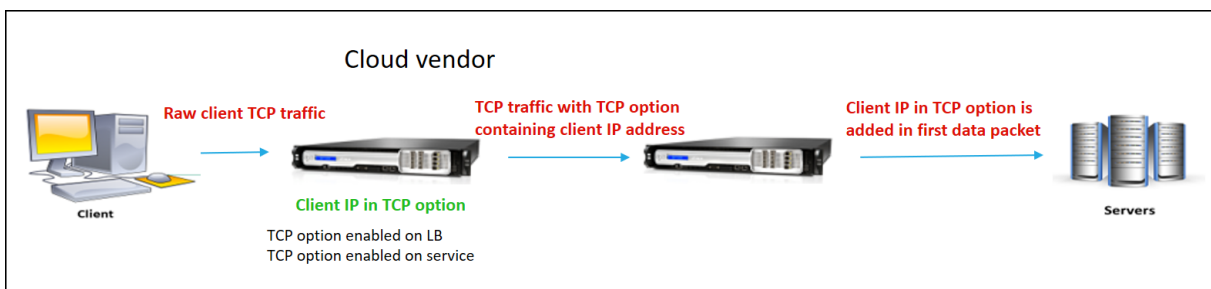 Cloud vendor
Raw client TCP traffic
TCP traffic with TCP option
containing client IP address
Client IP in TCP option is
added in first data packet
Client
Client IP in TCP option
TCP option enabled on LB
TCP option enabled on service
Servers